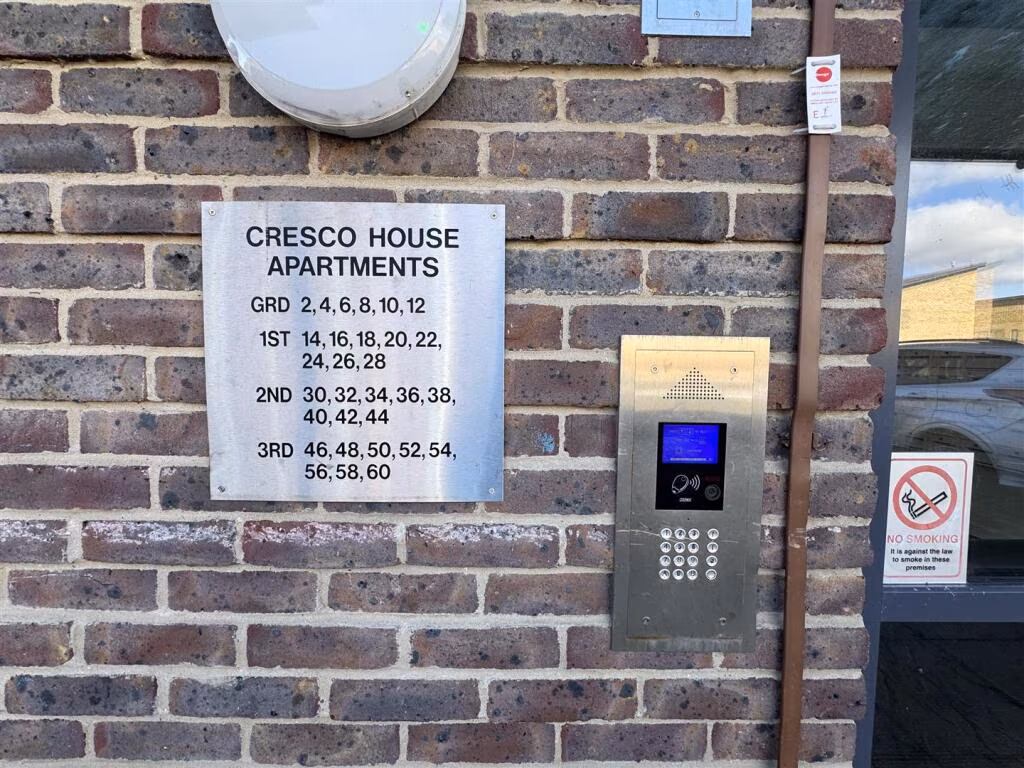 CRESCO HOUSE
APARTMENTS
GRD 2,4,6,8,10,12
1ST 14,16,18,20,22,
24,26,28
2ND 30,32,34,36,38,
40,42,44
3RD 46,48,50,52,54,
56,58,60
NO SMOKING
It is against the law
to smoke in these
premises